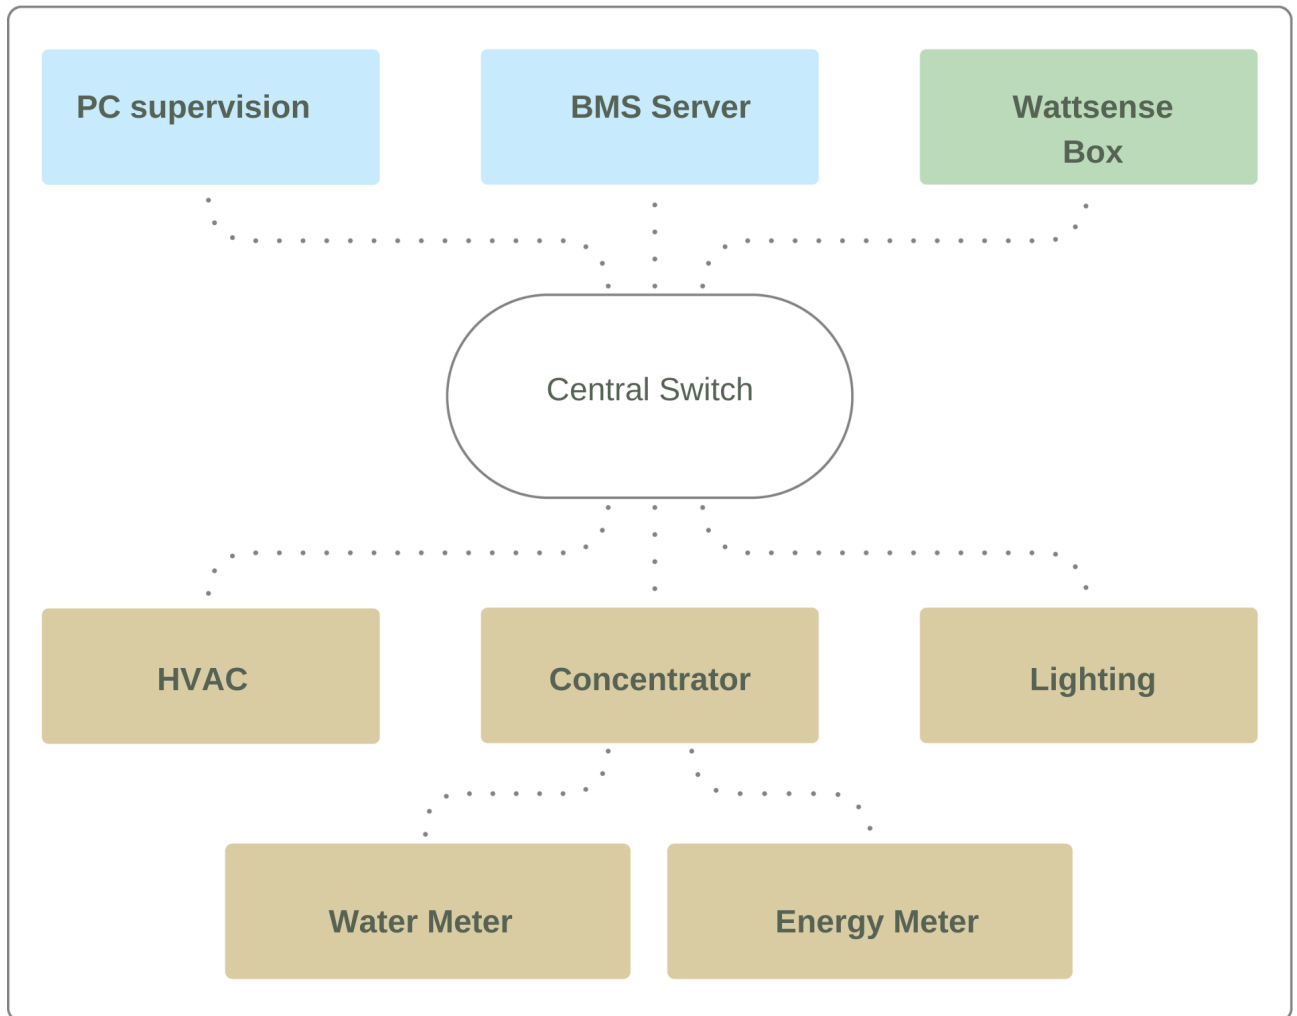 PC supervision
BMS Server
Wattsense
Box
Central Switch
HVAC
Concentrator
Lighting
Water Meter
Energy Meter